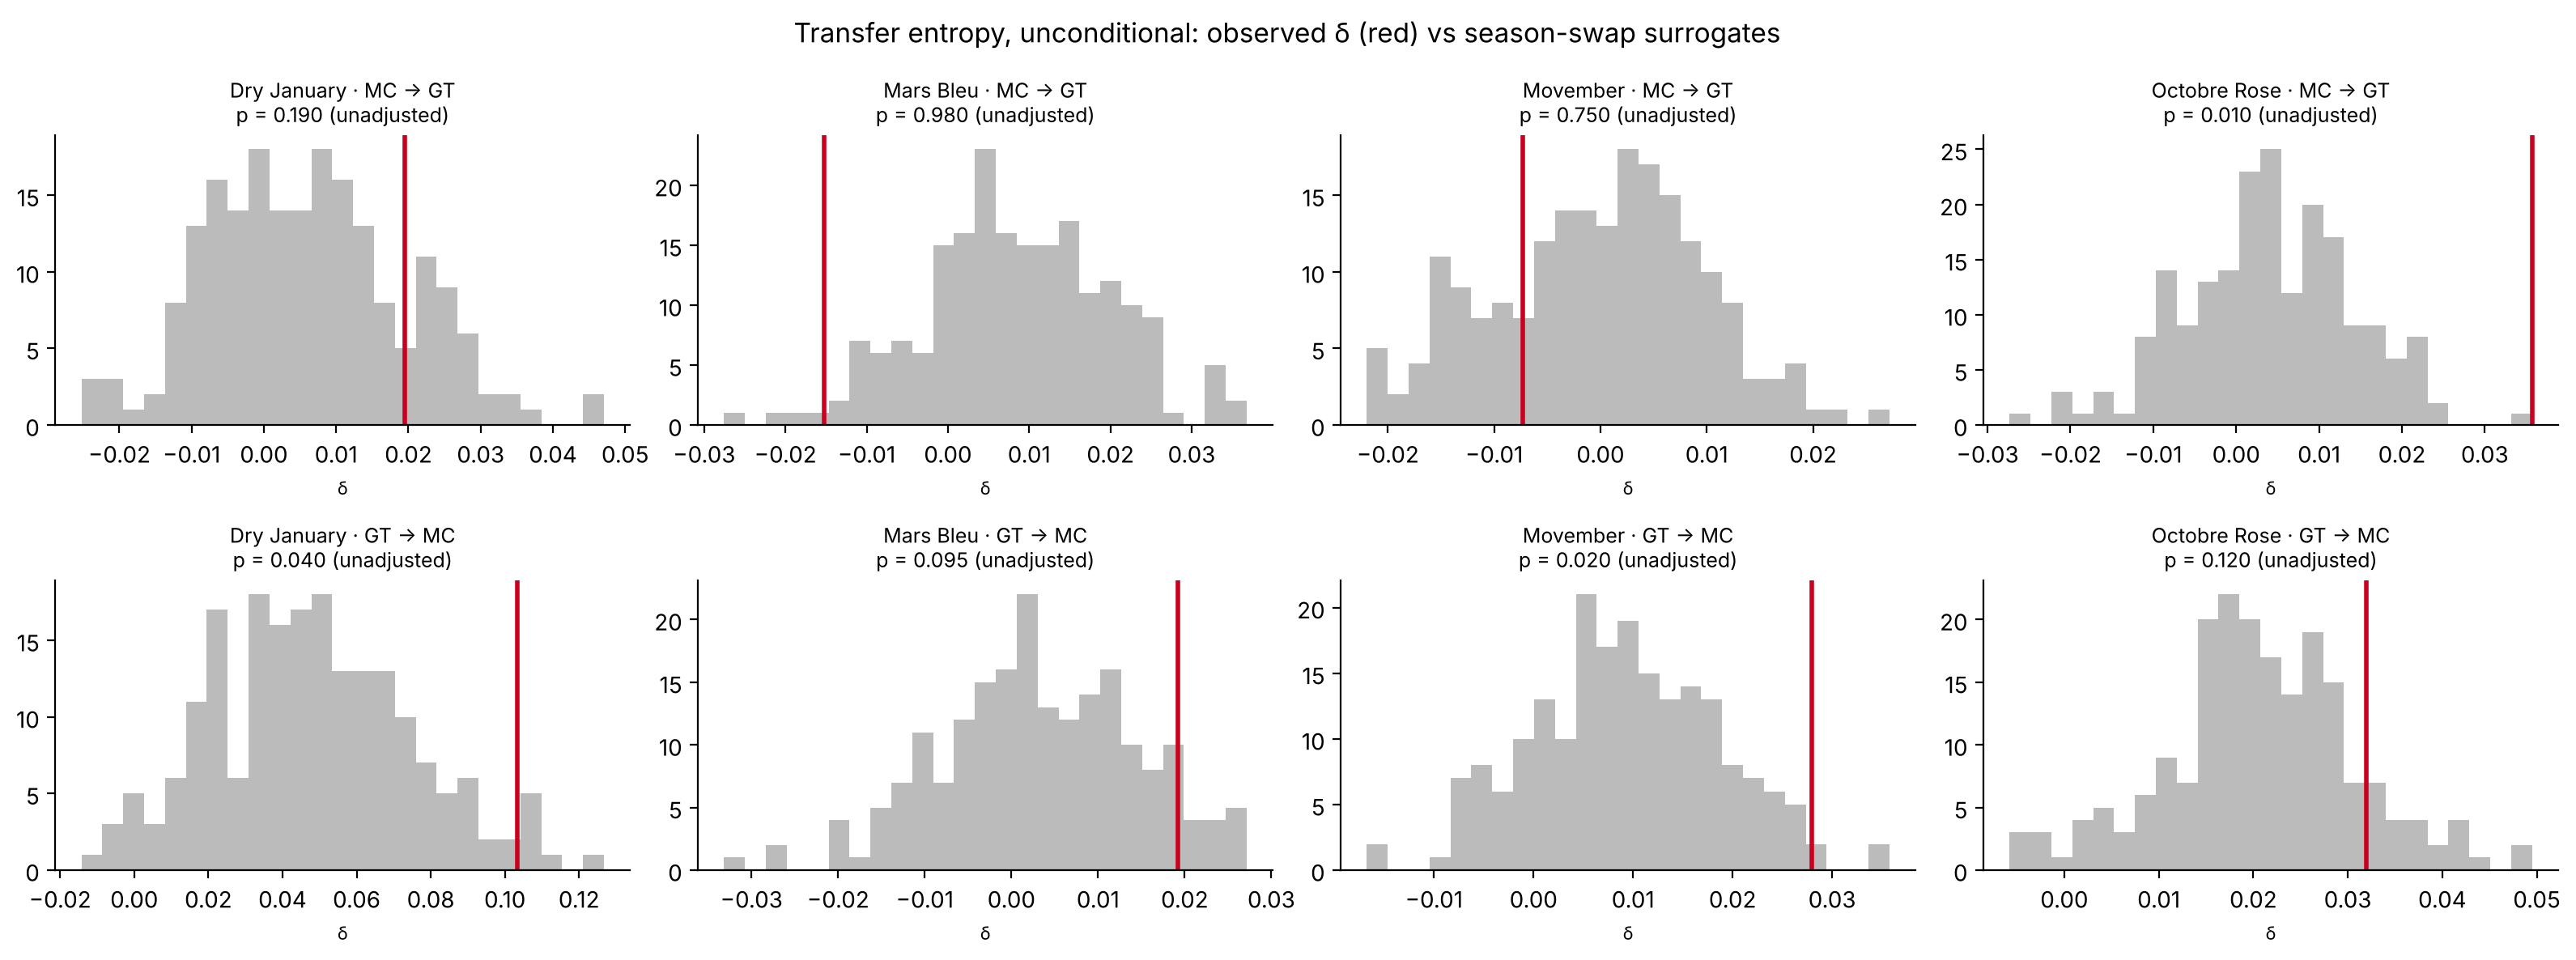 Transfer entropy, unconditional: observed δ (red) vs season-swap surrogates
Dry January · MC → GT
p = 0.190 (unadjusted)
15
10
5
0
−0.02 −0.01 0.00 0.01 0.02 0.03 0.04 0.05
δ
Mars Bleu · MC → GT
p = 0.980 (unadjusted)
20
15
10
5
0
−0.03 −0.02 −0.01 0.00 0.01 0.02 0.03
δ
Movember · MC → GT
p = 0.750 (unadjusted)
15
10
5
0
−0.02 −0.01 0.00 0.01 0.02
δ
Octobre Rose · MC → GT
p = 0.010 (unadjusted)
25
20
15
10
5
0
−0.03 −0.02 −0.01 0.00 0.01 0.02 0.03
δ
Dry January · GT → MC
p = 0.040 (unadjusted)
15
10
5
0
−0.02 0.00 0.02 0.04 0.06 0.08 0.10 0.12
δ
Mars Bleu · GT → MC
p = 0.095 (unadjusted)
20
15
10
5
0
−0.03 −0.02 −0.01 0.00 0.01 0.02 0.03
δ
Movember · GT → MC
p = 0.020 (unadjusted)
20
15
10
5
0
−0.01 0.00 0.01 0.02 0.03
δ
Octobre Rose · GT → MC
p = 0.120 (unadjusted)
20
15
10
5
0
0.00 0.01 0.02 0.03 0.04 0.05
δ